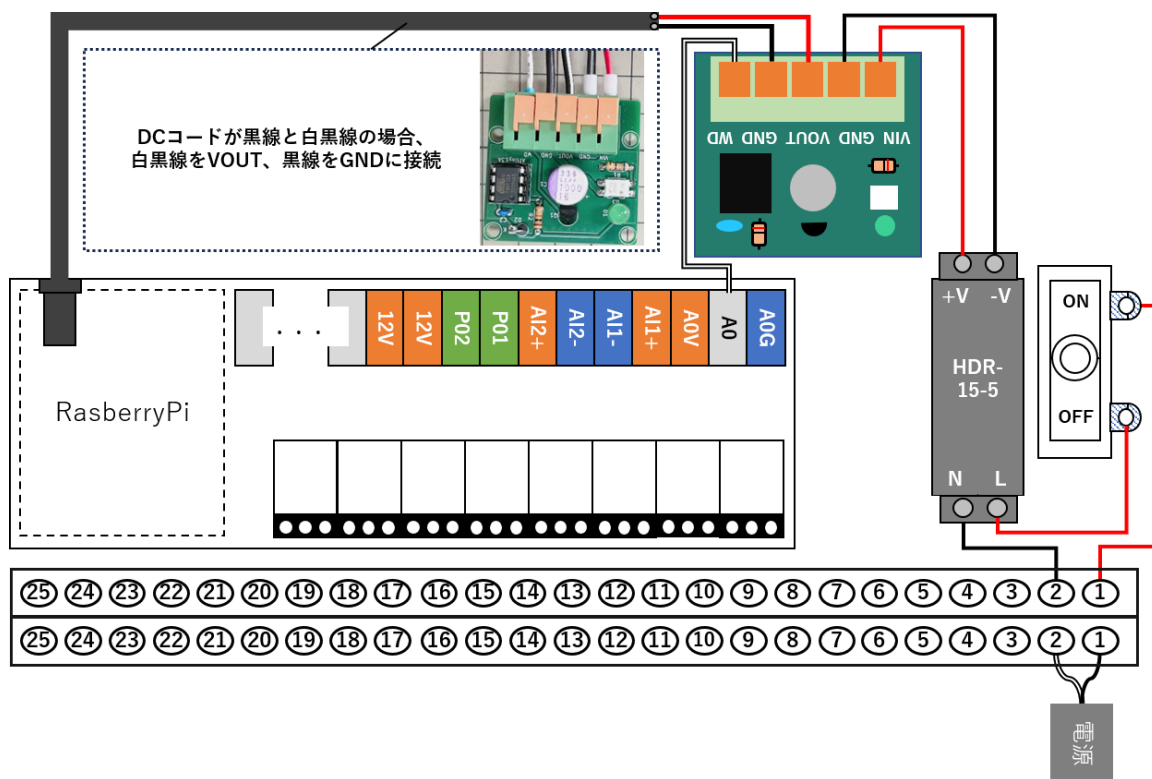 DCコードが黒線と白黒線の場合、
白黒線をVOUT、黒線をGNDに接続
WD GND VOUT GND VIN
+V -V
HDR-
15-5
N L
ON
OFF
RasberryPi
...
12V 12V P02 P01 AI2+ AI2- AI1- AI1+ A0V A0 A0G
25 24 23 22 21 20 19 18 17 16 15 14 13 12 11 10 9 8 7 6 5 4 3 2 1
25 24 23 22 21 20 19 18 17 16 15 14 13 12 11 10 9 8 7 6 5 4 3 2 1
電源